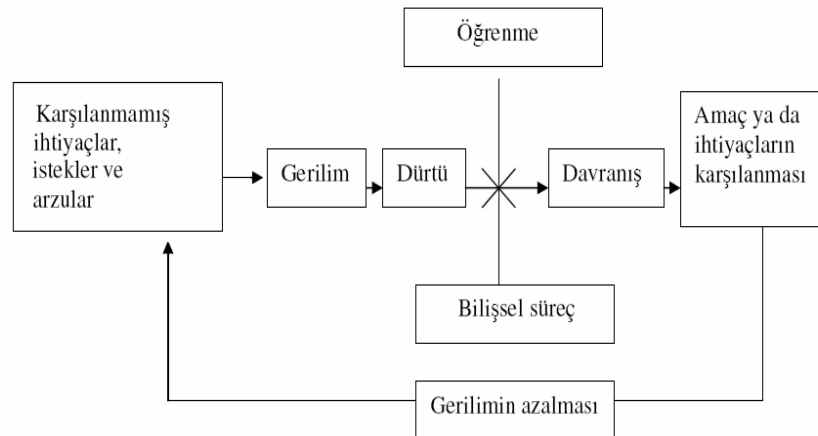 Öğrenme
Karşılanmamış
ihtiyaçlar,
istekler ve
arzular
Gerilim
Dürtü
Davranış
Amaç ya da
ihtiyaçların
karşılanması
Bilişsel süreç
Gerilimin azalması